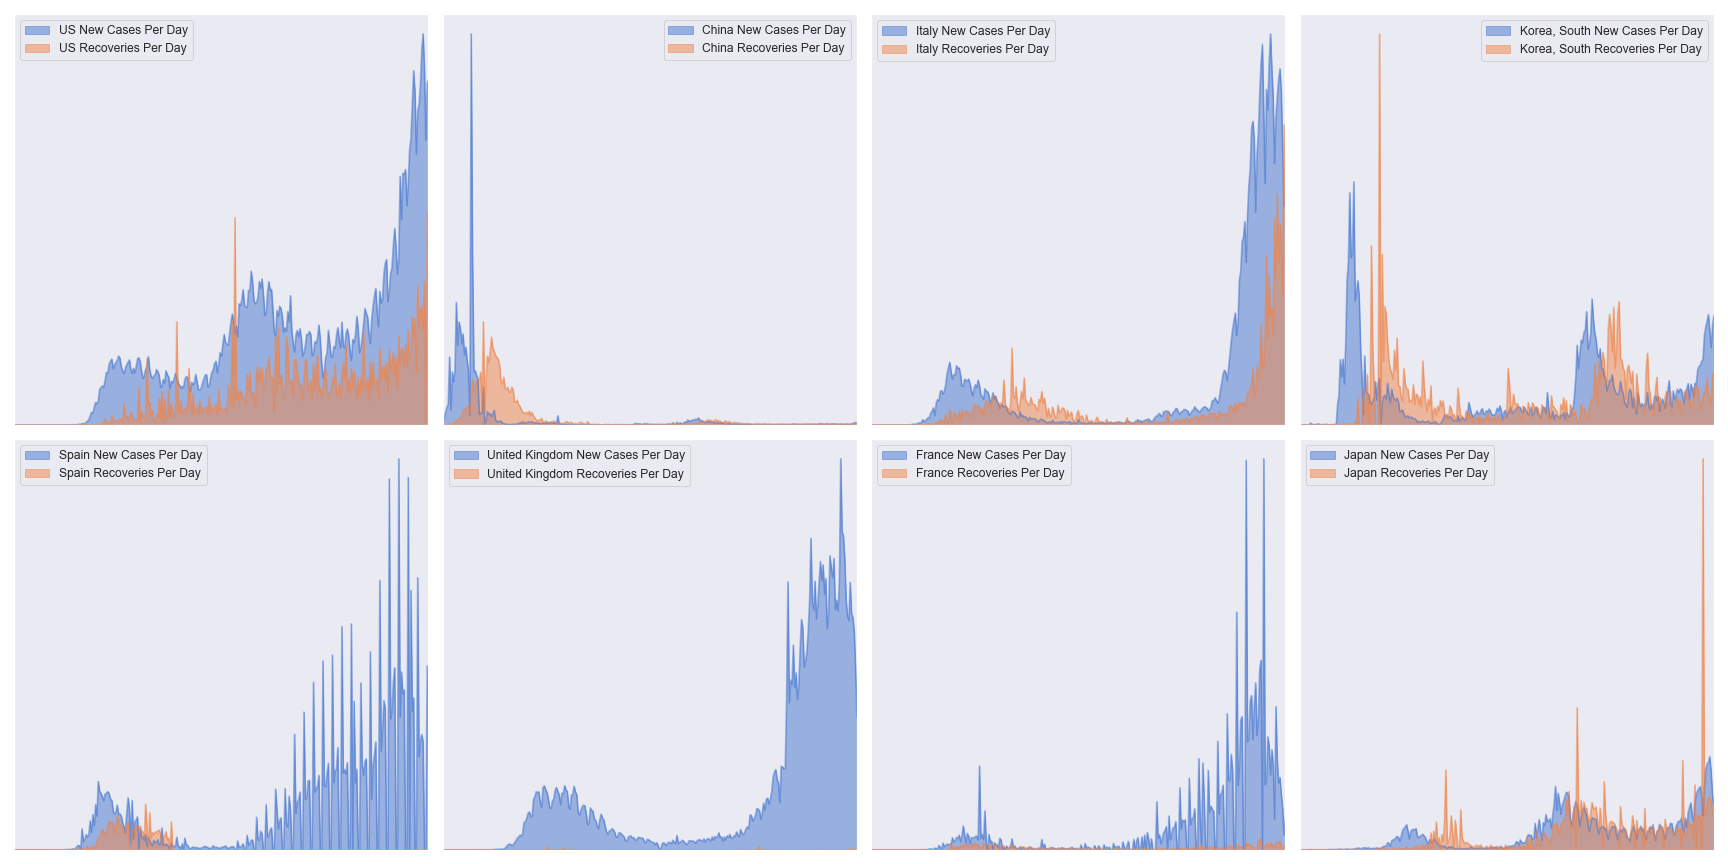 US New Cases Per Day
US Recoveries Per Day
China New Cases Per Day
China Recoveries Per Day
Italy New Cases Per Day
Italy Recoveries Per Day
Korea, South New Cases Per Day
Korea, South Recoveries Per Day
Spain New Cases Per Day
Spain Recoveries Per Day
United Kingdom New Cases Per Day
United Kingdom Recoveries Per Day
France New Cases Per Day
France Recoveries Per Day
Japan New Cases Per Day
Japan Recoveries Per Day